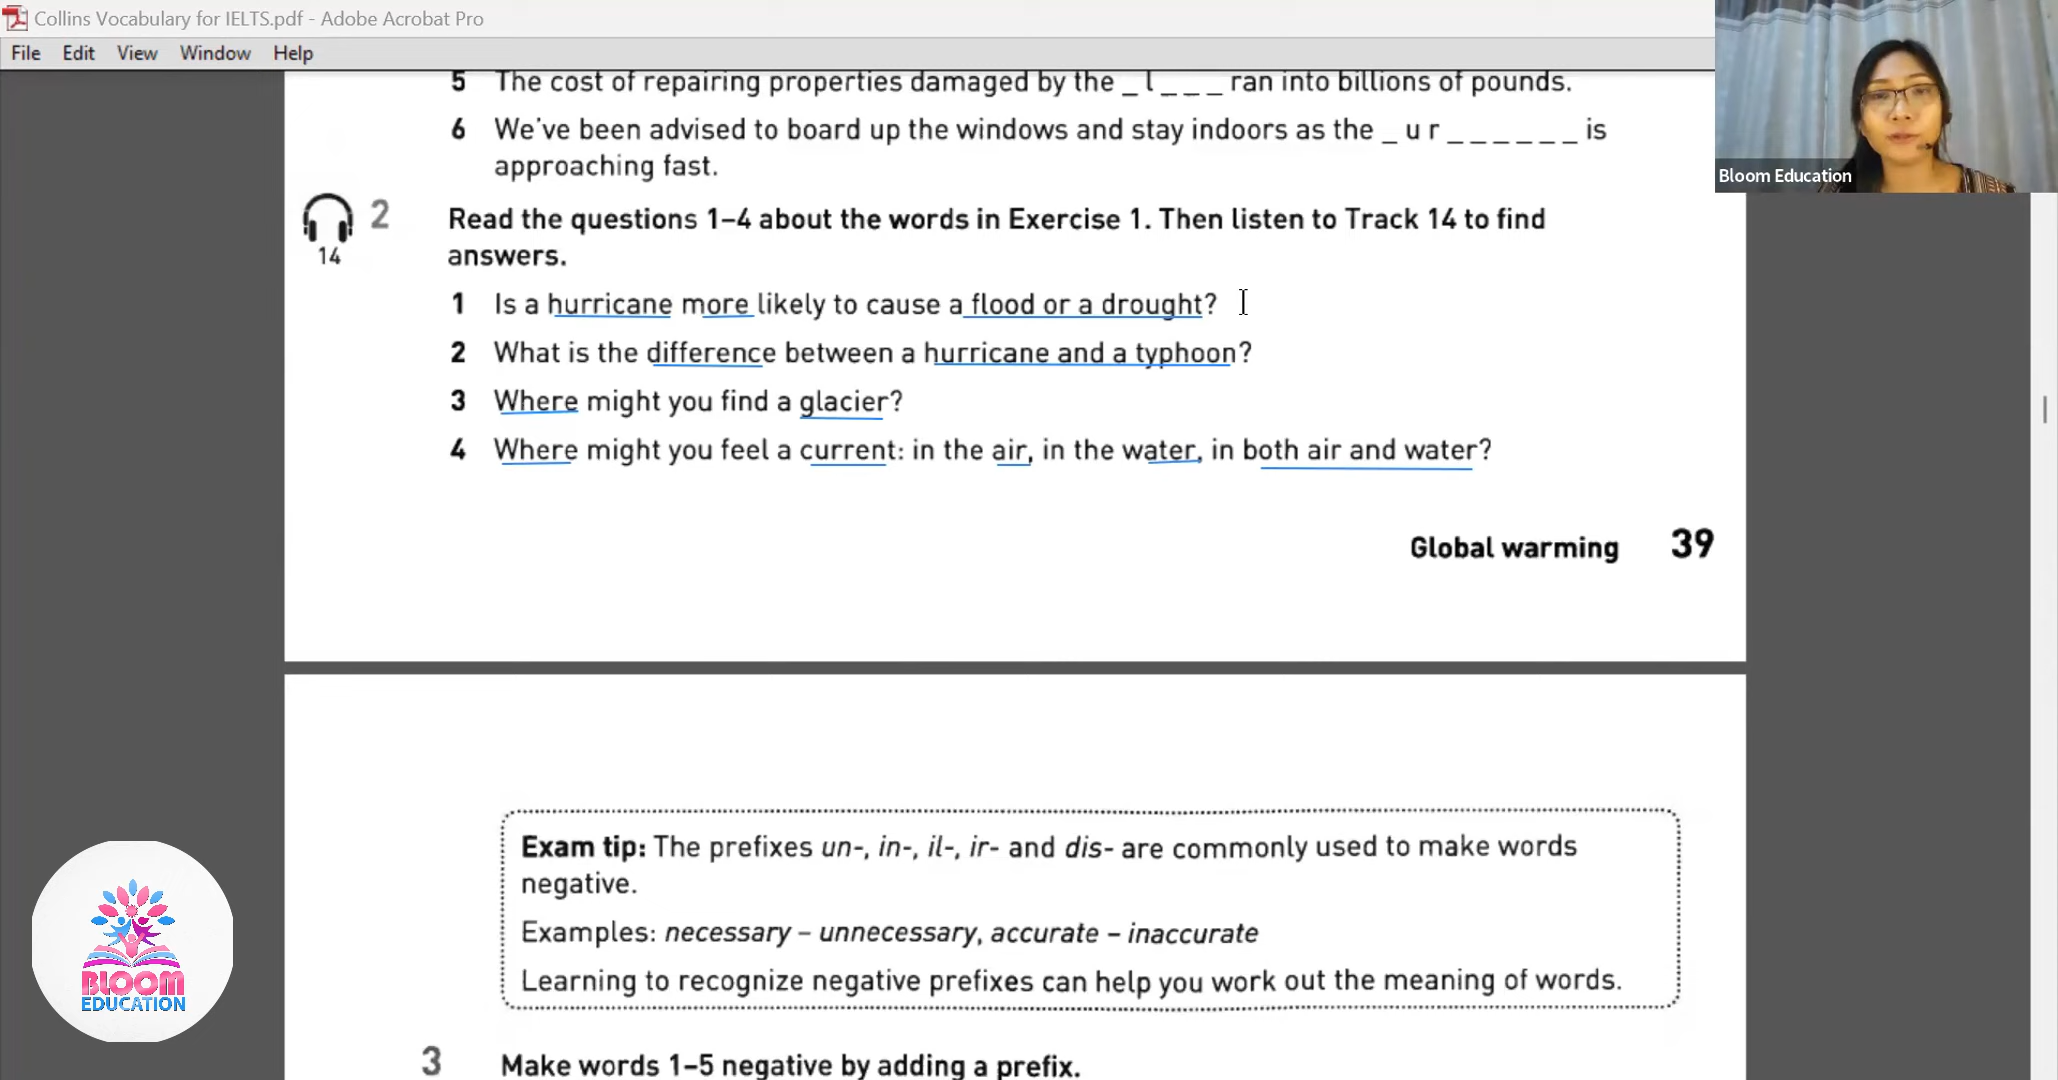 Collins Vocabulary for IELTS.pdf - Adobe Acrobat Pro
File Edit View Window Help
5 The cost of repairing properties damaged by the _ l _ _ _ ran into billions of pounds.
6 We've been advised to board up the windows and stay indoors as the _ u r _ _ _ _ _ _ is
approaching fast.
Bloom Education
14
2 Read the questions 1–4 about the words in Exercise 1. Then listen to Track 14 to find
answers.
1 Is a hurricane more likely to cause a flood or a drought?
2 What is the difference between a hurricane and a typhoon?
3 Where might you find a glacier?
4 Where might you feel a current: in the air, in the water, in both air and water?
Global warming 39
Exam tip: The prefixes un-, in-, il-, ir- and dis- are commonly used to make words
negative.
Examples: necessary – unnecessary, accurate – inaccurate
Learning to recognize negative prefixes can help you work out the meaning of words.
BLOOM
EDUCATION
3 Make words 1–5 negative by adding a prefix.